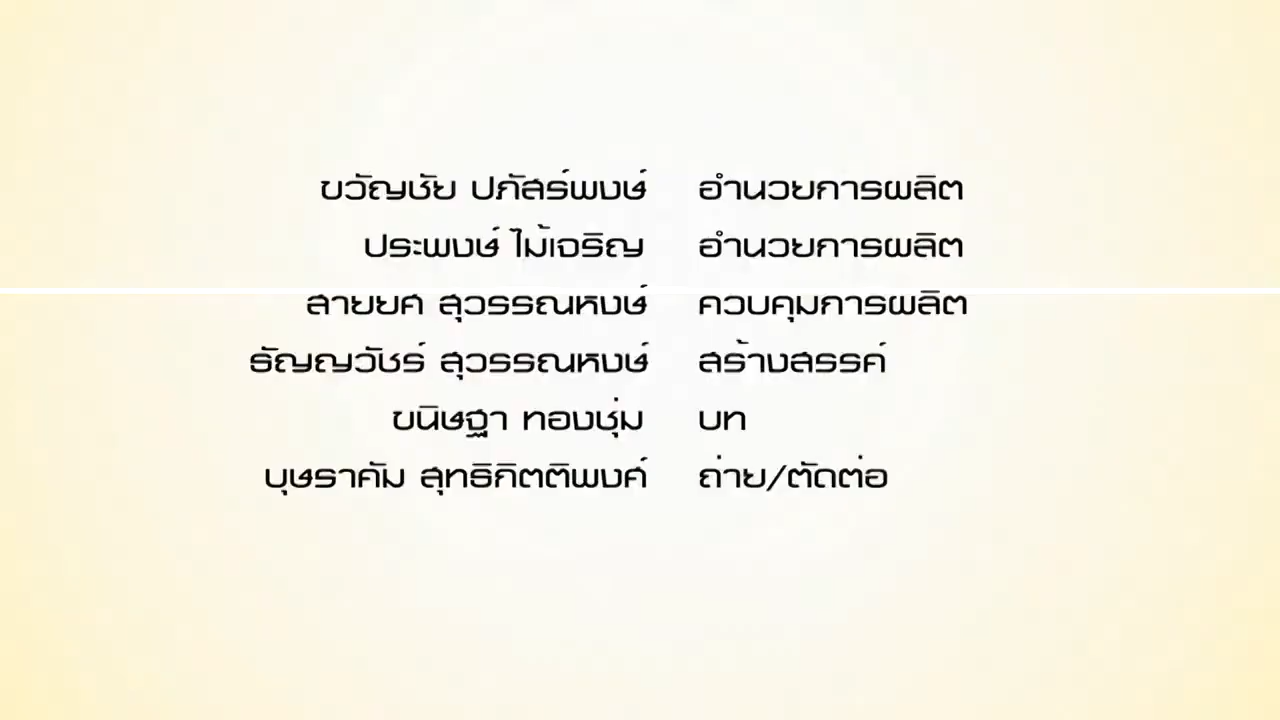 ขวัญชัย ปภัสร์พงษ์ อำนวยการผลิต
ประพงษ์ ไม้เจริญ อำนวยการผลิต
สายยศ สุวรรณหงษ์ ควบคุมการผลิต
ธัญญวัชร์ สุวรรณหงษ์ สร้างสรรค์
ขนิษฐา ทองชุ่ม บท
บุษราคัม สุทธิกิตติพงศ์ ถ่าย/ตัดต่อ